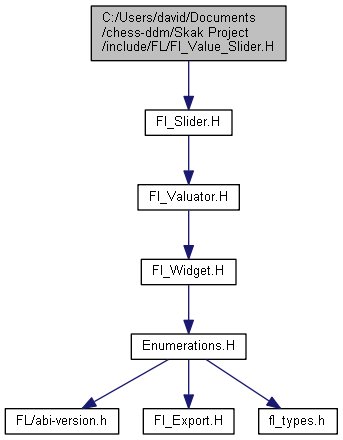 C:/Users/david/Documents
/chess-ddm/Skak Project
/include/FL/Fl_Value_Slider.H
Fl_Slider.H
Fl_Valuator.H
Fl_Widget.H
Enumerations.H
FL/abi-version.h
Fl_Export.H
fl_types.h